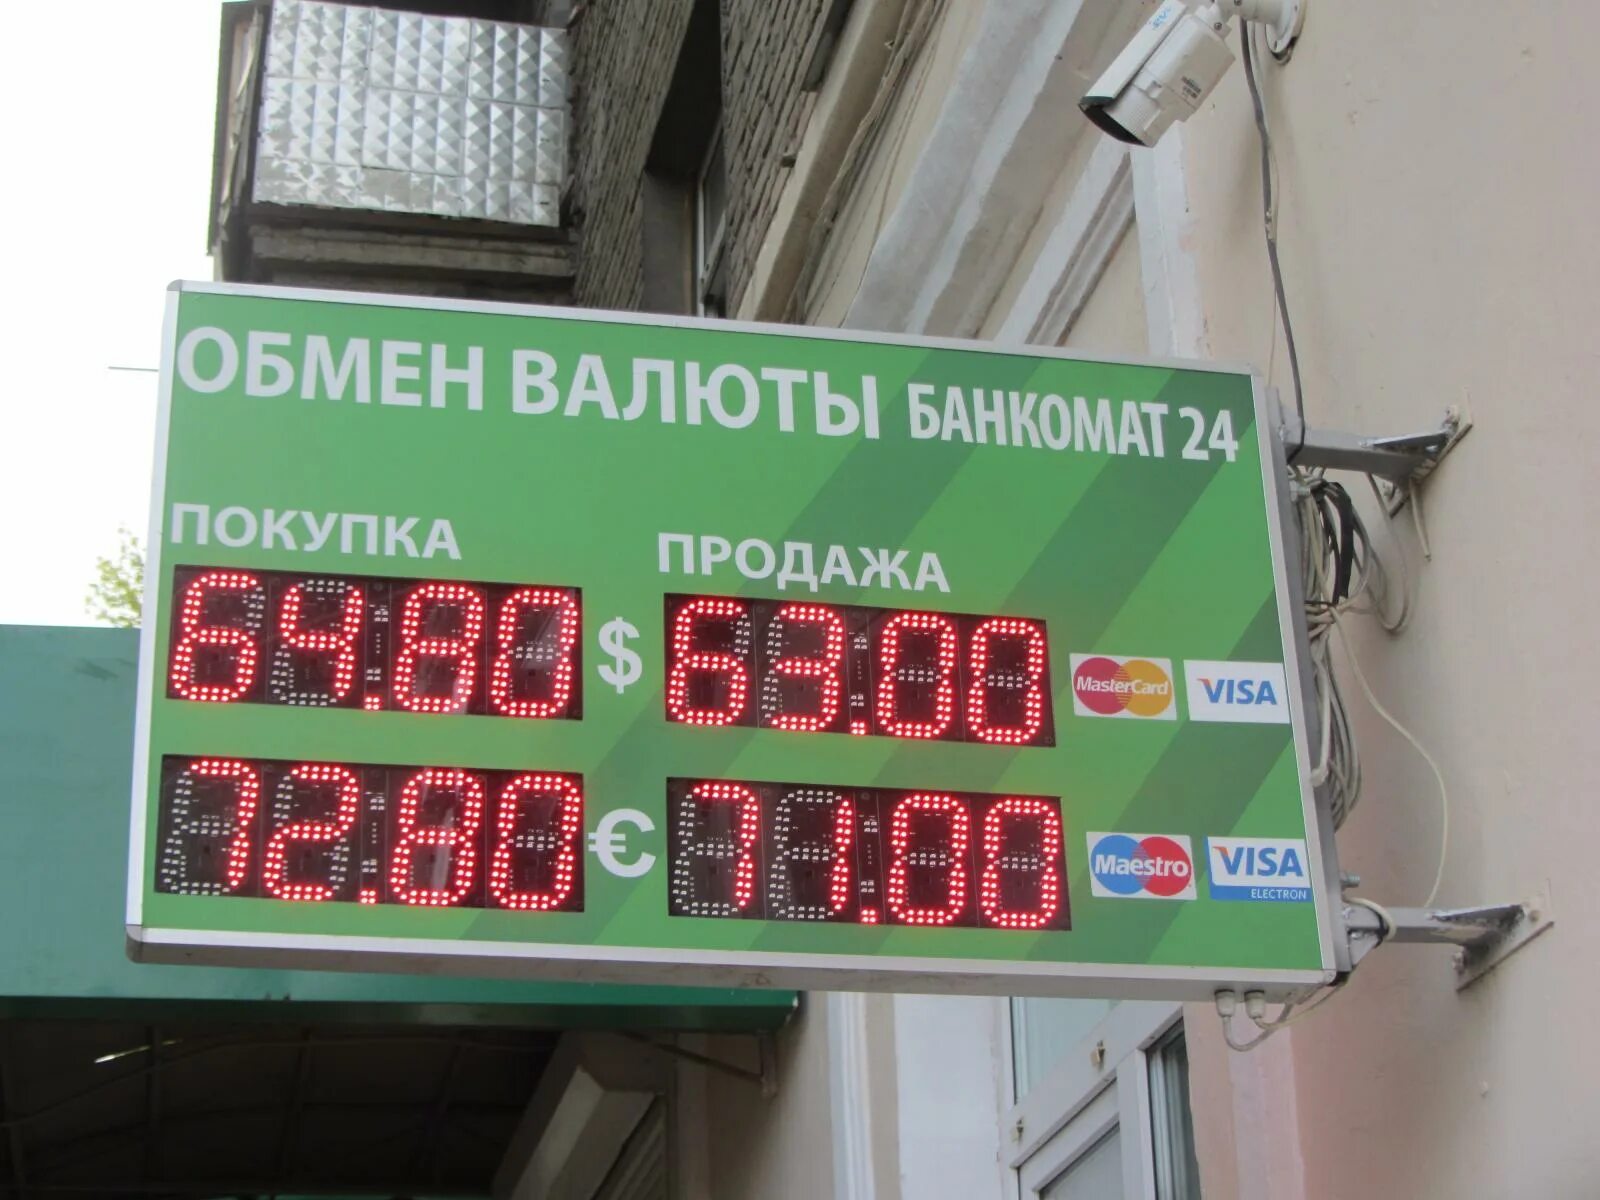 ОБМЕН ВАЛЮТЫ БАНКОМАТ 24
ПОКУПКА ПРОДАЖА
64.80 $ 63.00 MasterCard VISA
72.80 € 71.00 Maestro VISA
ELECTRON